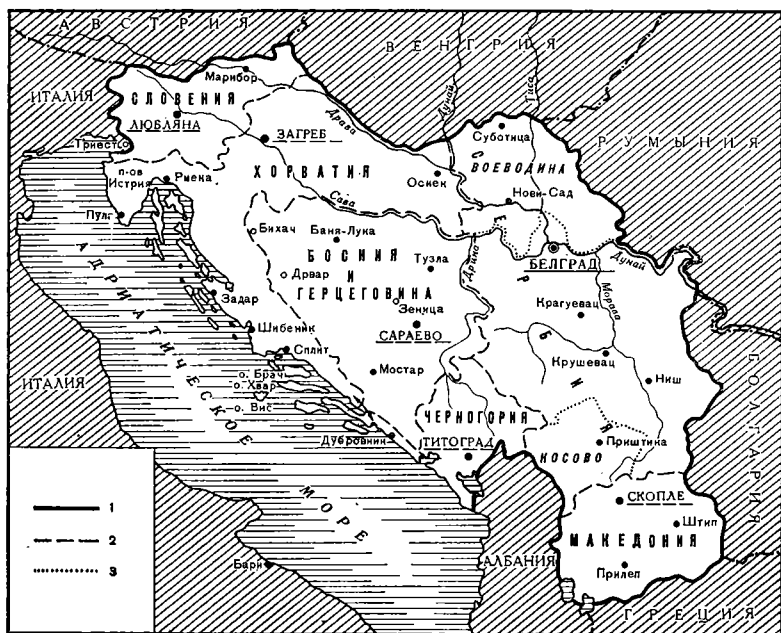 АВСТРИЯ
ВЕНГРИЯ
Тиса
Марибор
ИТАЛИЯ
СЛОВЕНИЯ
Драва
Дунай
РУМЫНИЯ
ЛЮБЛЯНА
ЗАГРЕБ
Суботица
Триест
ВОЕВОДИНА
ХОРВАТИЯ
п-ов
Истрия
Риека
Осиек
Нови-Сад
Пула
Сава
Бихач
Баня-Лука
БЕЛГРАД
Дунай
БОСНИЯ
И
ГЕРЦЕГОВИНА
Тузла
Дрина
Дрвар
Задар
Зеница
Крагуевац
Морава
СЕРБИЯ
Шибеник
САРАЕВО
АДРИАТИЧЕСКОЕ
МОРЕ
Сплит
Крушевац
ИТАЛИЯ
о. Брач
о. Хвар
Мостар
Ниш
БОЛГАРИЯ
о. Вис
ЧЕРНОГОРИЯ
Дубровник
ТИТОГРАД
КОСОВО
Приштина
СКОПЛЕ
Штип
МАКЕДОНИЯ
Бари
АЛБАНИЯ
Прилеп
ГРЕЦИЯ
1
2
3